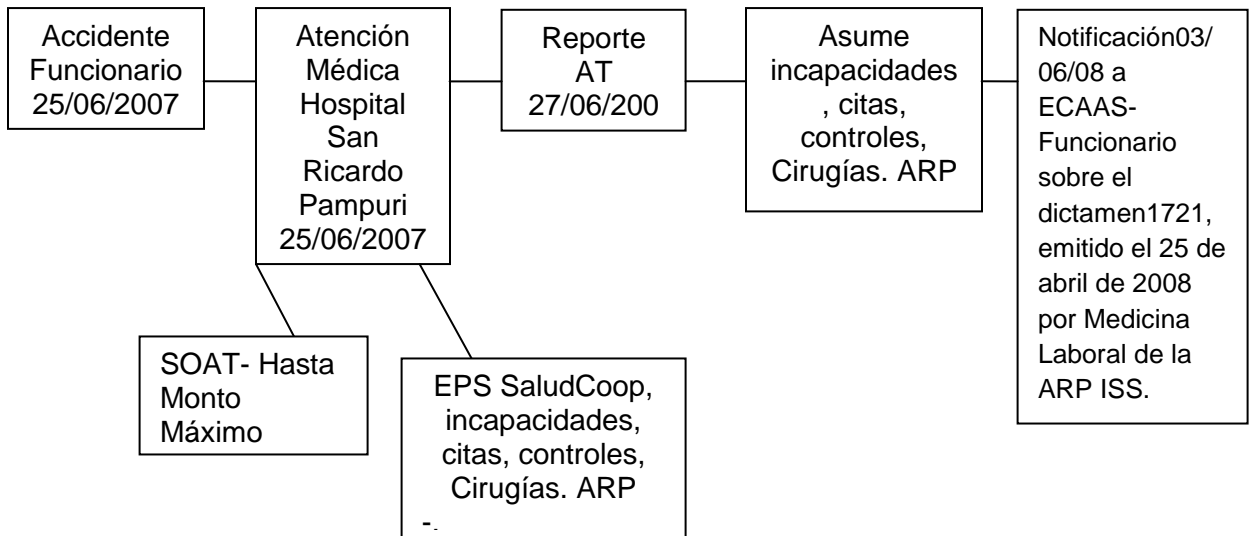 Accidente
Funcionario
25/06/2007
Atención
Médica
Hospital
San
Ricardo
Pampuri
25/06/2007
Reporte
AT
27/06/200
Asume
incapacidades
, citas,
controles,
Cirugías. ARP
Notificación03/
06/08 a
ECAAS-
Funcionario
sobre el
dictamen1721,
emitido el 25 de
abril de 2008
por Medicina
Laboral de la
ARP ISS.
SOAT- Hasta
Monto
Máximo
EPS SaludCoop,
incapacidades,
citas, controles,
Cirugías. ARP
-.